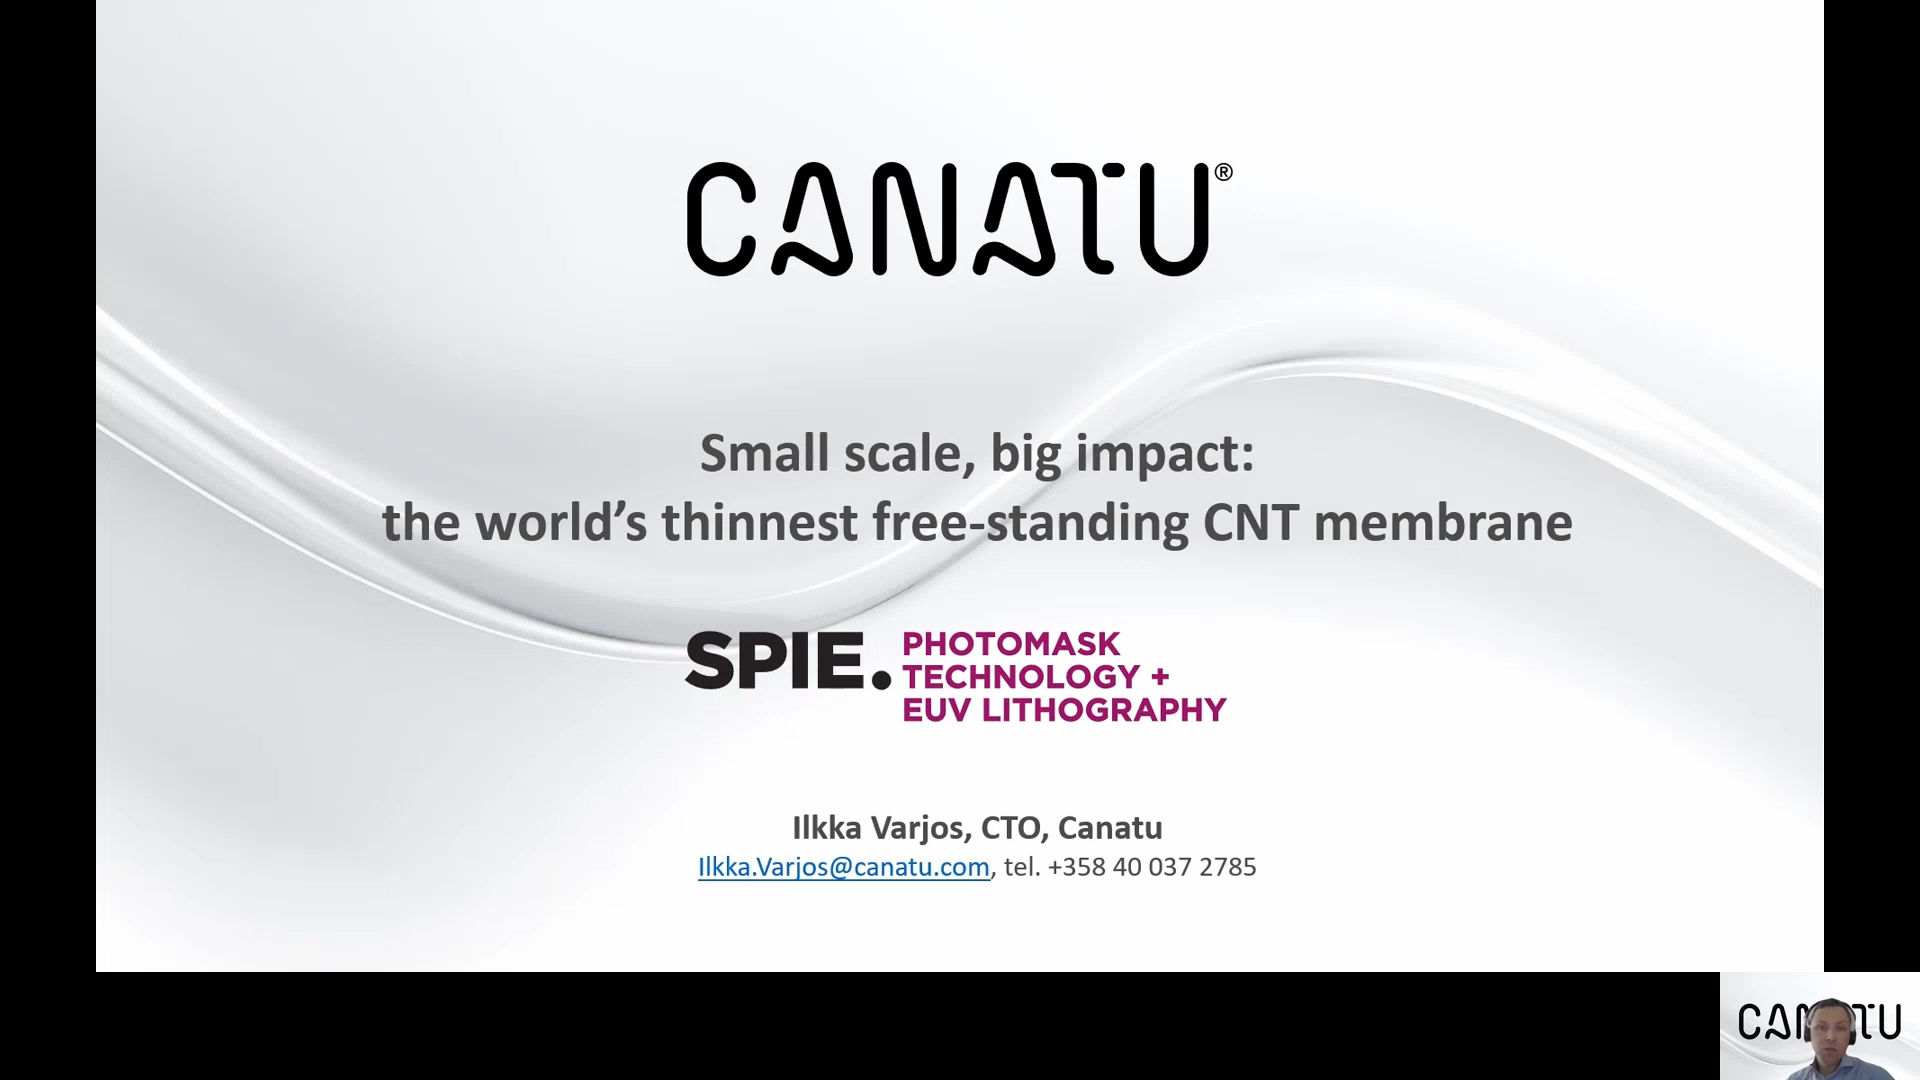 CANATU®
Small scale, big impact:
the world's thinnest free-standing CNT membrane
SPIE. PHOTOMASK
TECHNOLOGY +
EUV LITHOGRAPHY
Ilkka Varjos, CTO, Canatu
Ilkka.Varjos@canatu.com, tel. +358 40 037 2785
CANATU